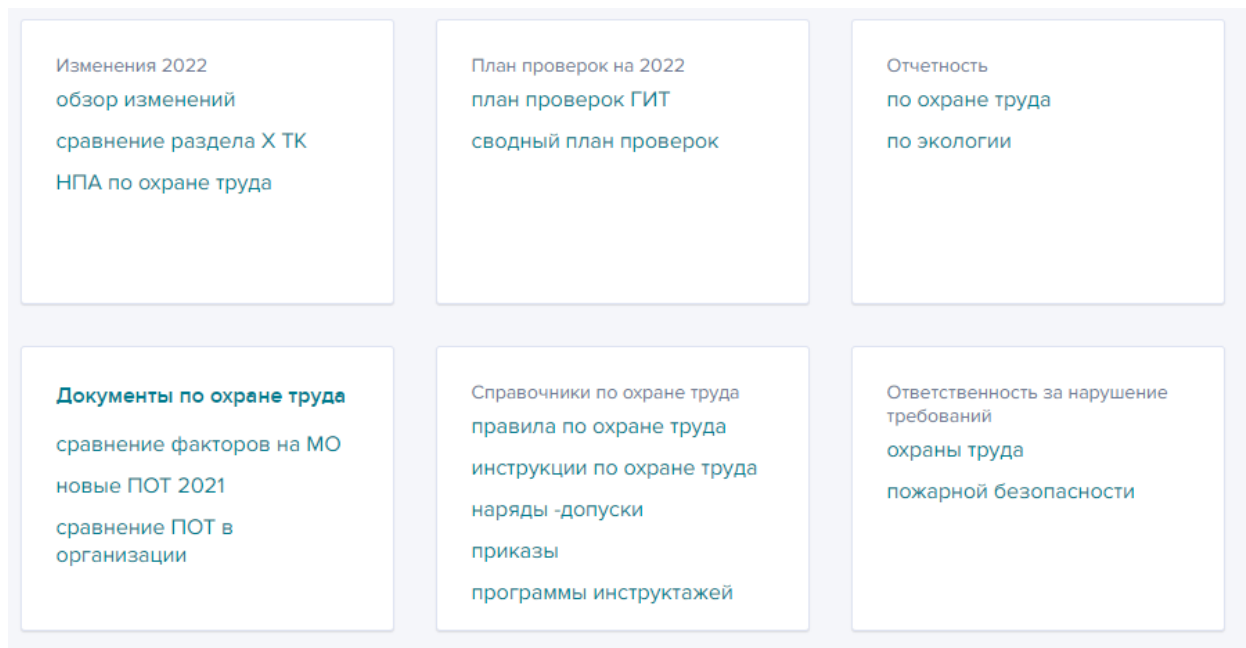 Изменения 2022
обзор изменений
сравнение раздела X ТК
НПА по охране труда
План проверок на 2022
план проверок ГИТ
сводный план проверок
Отчетность
по охране труда
по экологии
Документы по охране труда
сравнение факторов на МО
новые ПОТ 2021
сравнение ПОТ в
организации
Справочники по охране труда
правила по охране труда
инструкции по охране труда
наряды -допуски
приказы
программы инструктажей
Ответственность за нарушение
требований
охраны труда
пожарной безопасности